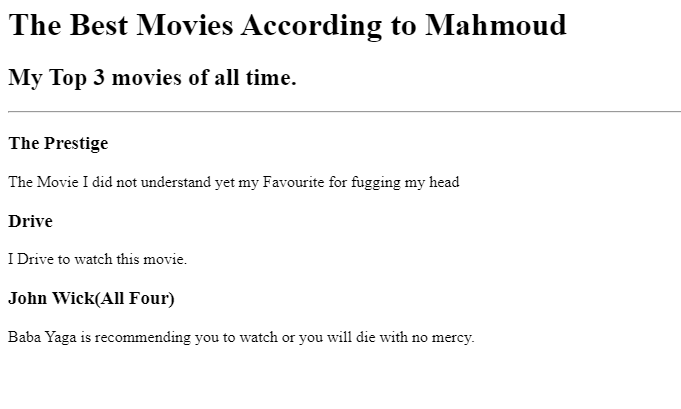 The Best Movies According to Mahmoud
My Top 3 movies of all time.
The Prestige
The Movie I did not understand yet my Favourite for fugging my head
Drive
I Drive to watch this movie.
John Wick(All Four)
Baba Yaga is recommending you to watch or you will die with no mercy.